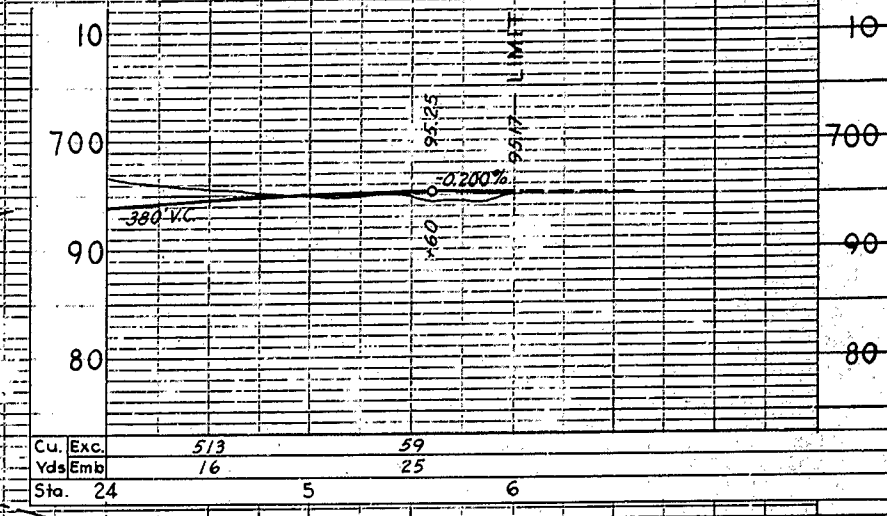 10 10
LIMIT
95.25
95.17
700 700
-0.200%
380' V.C.
+60
90 90
80 80
Cu. Exc. 513 59
Yds Emb 16 25
Sta. 24 5 6